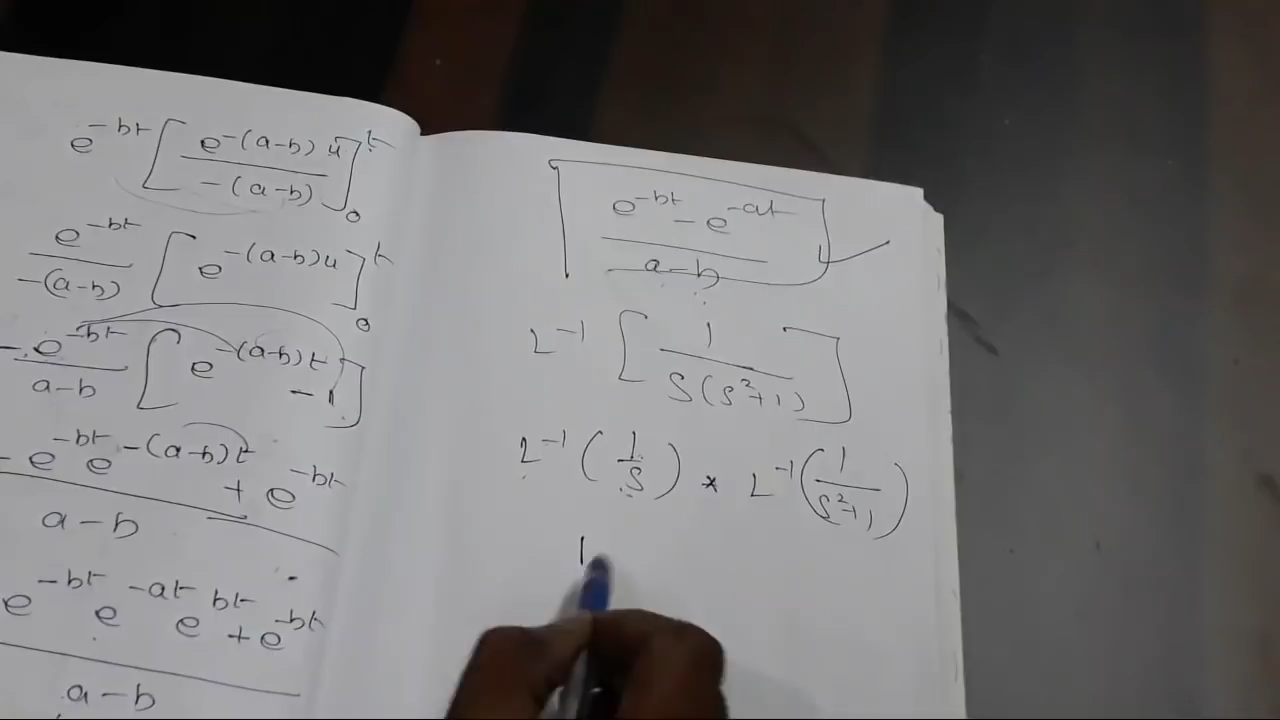 e^{-bt} [ e^{-(a-b)u} / -(a-b) ]_0^t
e^{-bt} / -(a-b) [ e^{-(a-b)u} ]_0^t
- e^{-bt} / a-b [ e^{-(a-b)t} - 1 ]
- e^{-bt} e^{-(a-b)t} + e^{-bt}
a-b
e^{-bt} e^{-at} e^{bt} + e^{-bt}
a-b
e^{-bt} - e^{-at}
a-b
L^{-1} [ 1 / S(s^2+1) ]
L^{-1} ( 1 / S ) * L^{-1} ( 1 / s^2+1 )
1